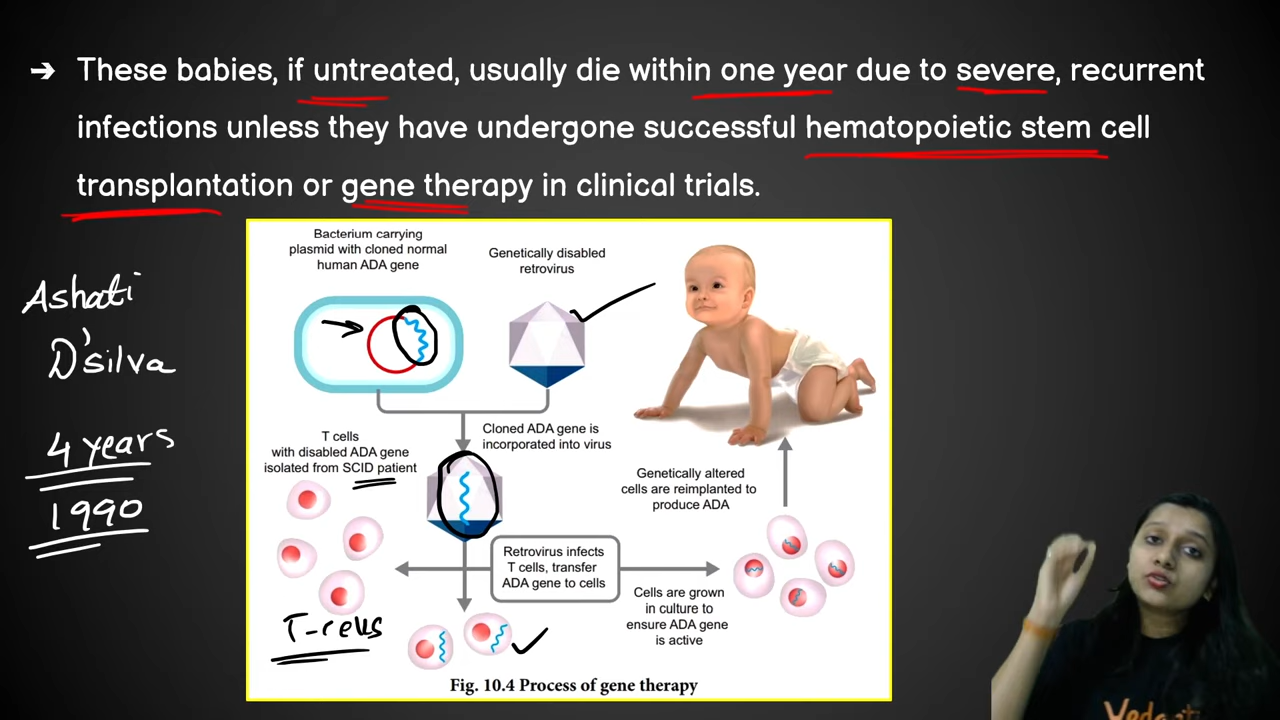 → These babies, if untreated, usually die within one year due to severe, recurrent
infections unless they have undergone successful hematopoietic stem cell
transplantation or gene therapy in clinical trials.
Ashati
D'silva
4 years
1990
Bacterium carrying
plasmid with cloned normal
human ADA gene
Genetically disabled
retrovirus
Cloned ADA gene is
incorporated into virus
T cells
with disabled ADA gene
isolated from SCID patient
Genetically altered
cells are reimplanted to
produce ADA
Retrovirus infects
T cells, transfer
ADA gene to cells
Cells are grown
in culture to
ensure ADA gene
is active
T-cells
Fig. 10.4 Process of gene therapy